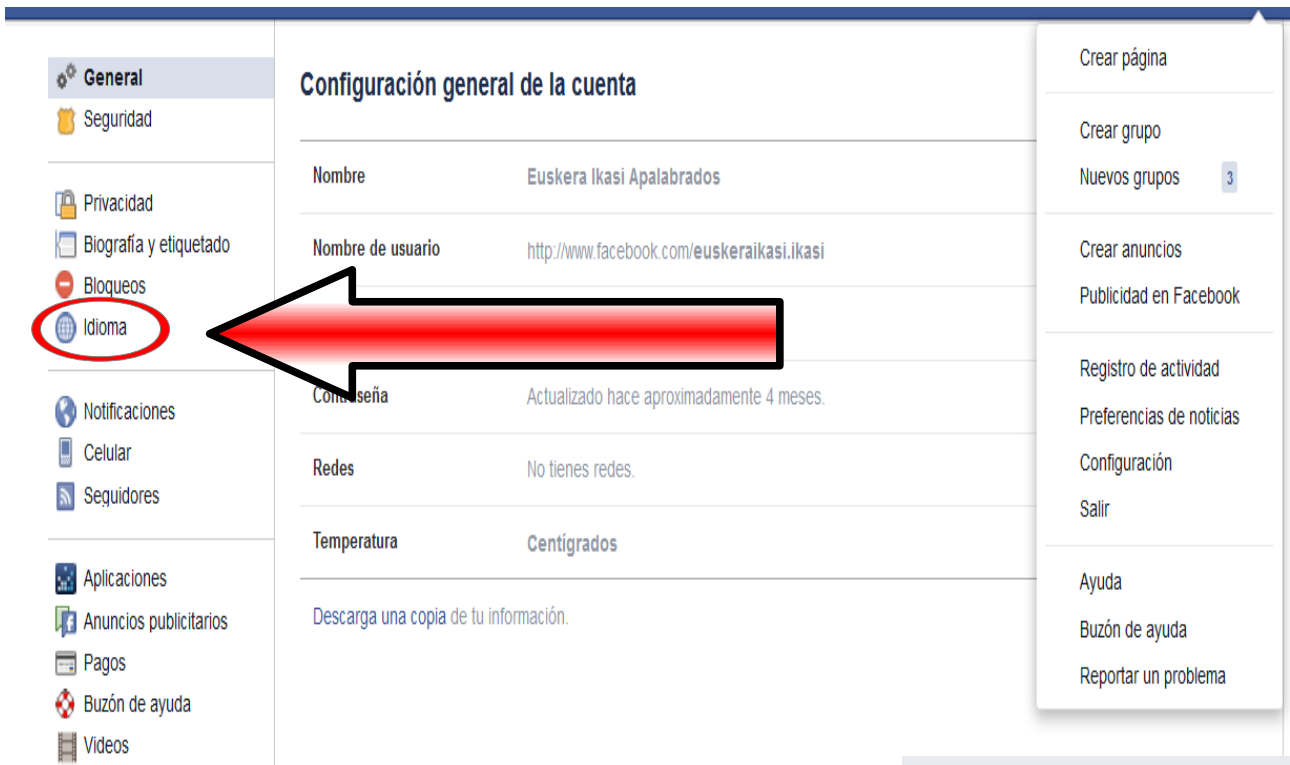 General
Seguridad
Privacidad
Biografía y etiquetado
Bloqueos
Idioma
Notificaciones
Celular
Seguidores
Aplicaciones
Anuncios publicitarios
Pagos
Buzón de ayuda
Videos
Configuración general de la cuenta
Nombre Euskera Ikasi Apalabrados
Nombre de usuario http://www.facebook.com/euskeraikasi.ikasi
Contraseña Actualizado hace aproximadamente 4 meses.
Redes No tienes redes.
Temperatura Centígrados
Descarga una copia de tu información.
Crear página
Crear grupo
Nuevos grupos 3
Crear anuncios
Publicidad en Facebook
Registro de actividad
Preferencias de noticias
Configuración
Salir
Ayuda
Buzón de ayuda
Reportar un problema